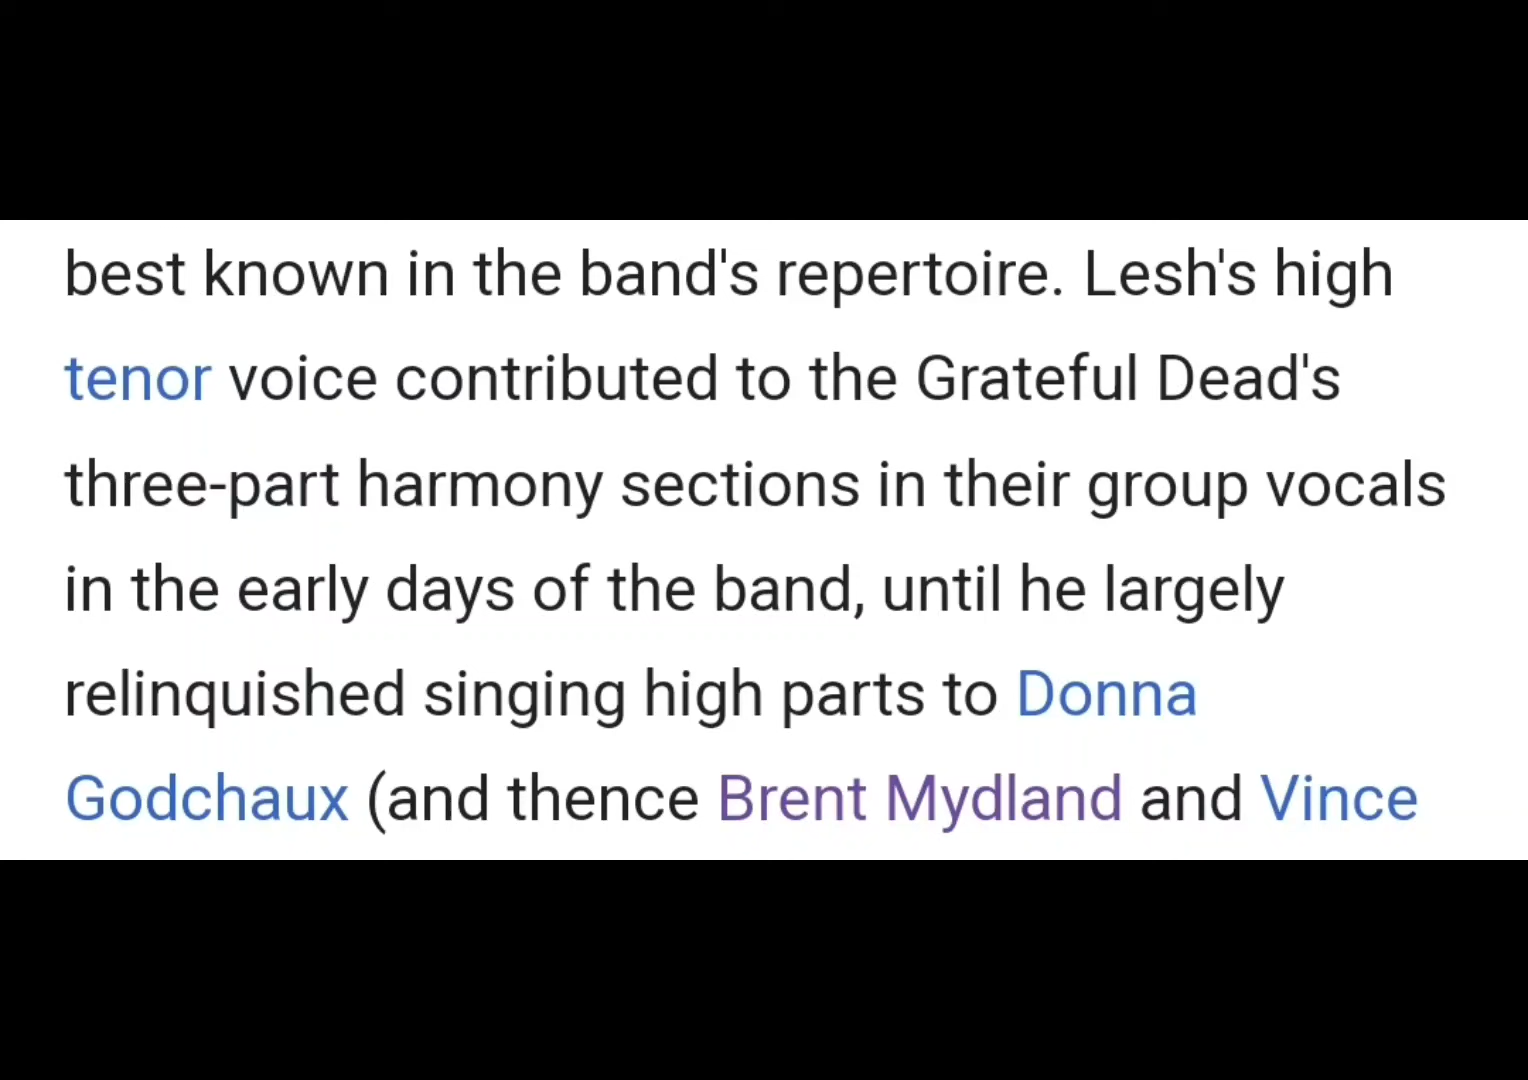 best known in the band's repertoire. Lesh's high
tenor voice contributed to the Grateful Dead's
three-part harmony sections in their group vocals
in the early days of the band, until he largely
relinquished singing high parts to Donna
Godchaux (and thence Brent Mydland and Vince